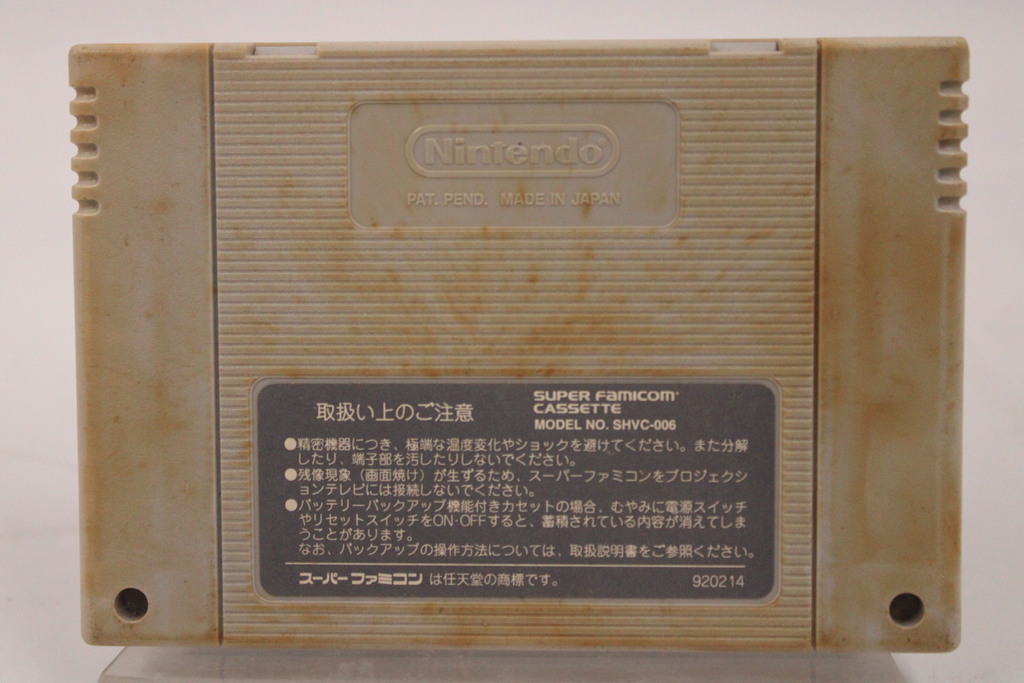 Nintendo®
PAT. PEND. MADE IN JAPAN
取扱い上のご注意
SUPER FAMICOM
CASSETTE
MODEL NO. SHVC-006
●精密機器につき、極端な温度変化やショックを避けてください。また分解
したり、端子部を汚したりしないでください。
●残像現象（画面焼け）が生ずるため、スーパーファミコンをプロジェクシ
ョンテレビには接続しないでください。
●バッテリーバックアップ機能付きカセットの場合、むやみに電源スイッチ
やリセットスイッチをON・OFFすると、蓄積されている内容が消えてしま
うことがあります。
なお、バックアップの操作方法については、取扱説明書をご参照ください。
スーパーファミコン は任天堂の商標です。
920214